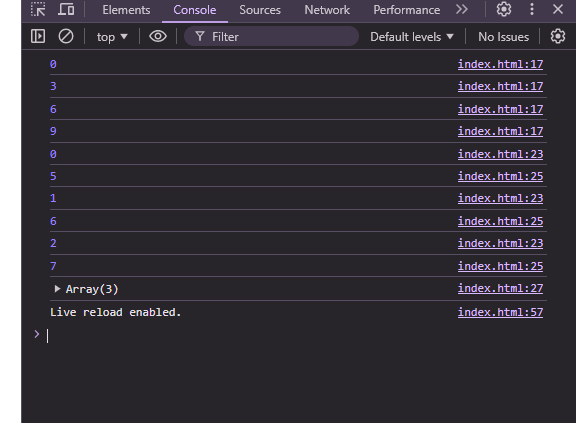 Elements Console Sources Network Performance
top Filter Default levels No Issues
0 index.html:17
3 index.html:17
6 index.html:17
9 index.html:17
0 index.html:23
5 index.html:25
1 index.html:23
6 index.html:25
2 index.html:23
7 index.html:25
Array(3) index.html:27
Live reload enabled. index.html:57